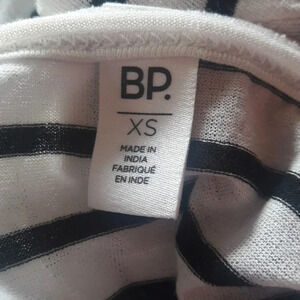 BP.
XS
MADE IN
INDIA
FABRIQUÉ
EN INDE